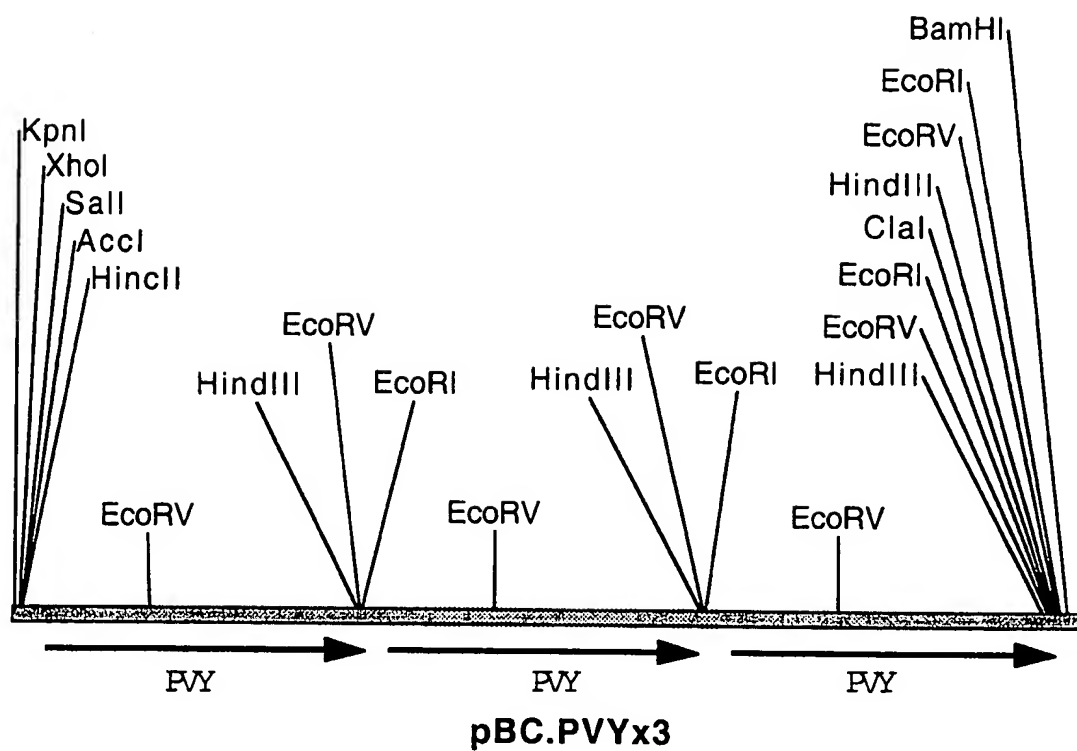 BamHI
EcoRI
KpnI
EcoRV
XhoI
HindIII
SalI
ClaI
AccI
EcoRI
HincII
EcoRV
EcoRV
EcoRV
HindIII
EcoRI
HindIII
EcoRI
HindIII
EcoRV
EcoRV
EcoRV
PVY
PVY
PVY
pBC.PVYx3